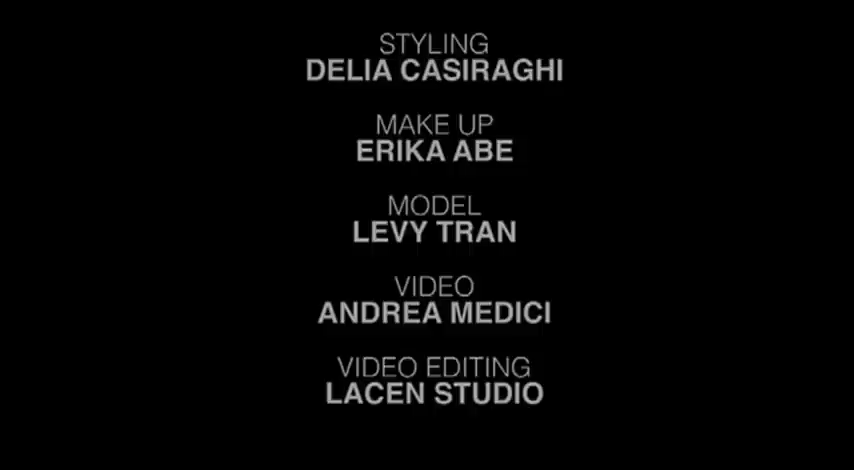 STYLING
DELIA CASIRAGHI
MAKE UP
ERIKA ABE
MODEL
LEVY TRAN
VIDEO
ANDREA MEDICI
VIDEO EDITING
LACEN STUDIO